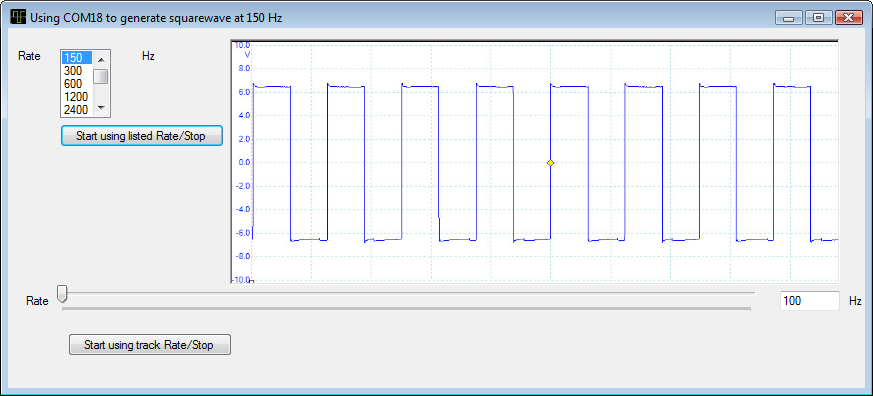 Using COM18 to generate squarewave at 150 Hz
Rate
150
300
600
1200
2400
Hz
Start using listed Rate/Stop
10.0
V
8.0
6.0
4.0
2.0
0.0
-2.0
-4.0
-6.0
-8.0
-10.0
Rate
100
Hz
Start using track Rate/Stop